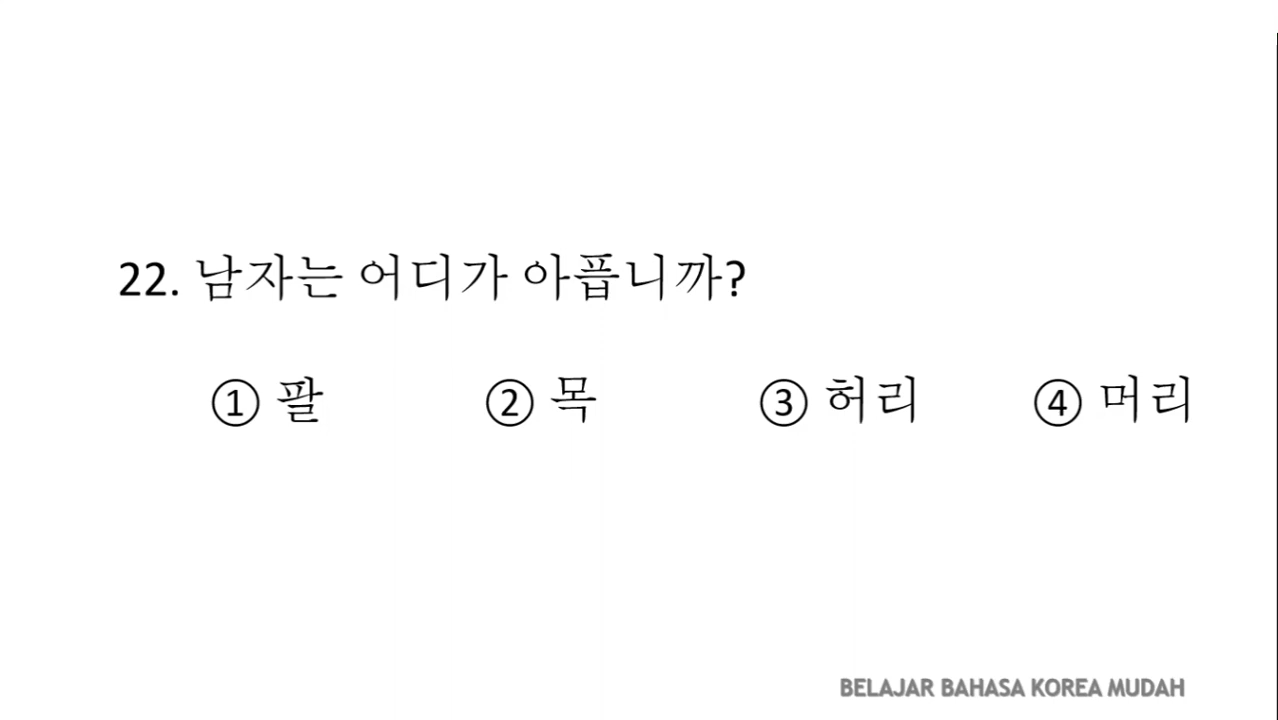 22. 남자는 어디가 아픕니까?
① 팔 ② 목 ③ 허리 ④ 머리
BELAJAR BAHASA KOREA MUDAH